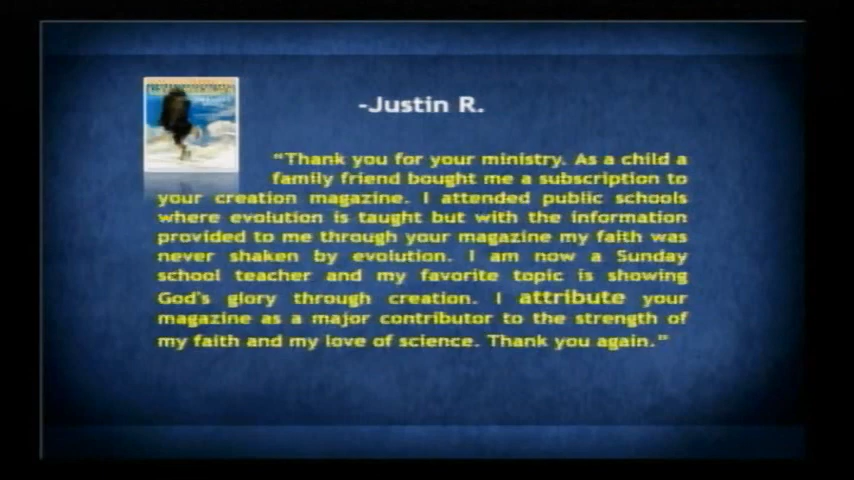 -Justin R.
"Thank you for your ministry. As a child a
family friend bought me a subscription to
your creation magazine. I attended public schools
where evolution is taught but with the information
provided to me through your magazine my faith was
never shaken by evolution. I am now a Sunday
school teacher and my favorite topic is showing
God's glory through creation. I attribute your
magazine as a major contributor to the strength of
my faith and my love of science. Thank you again."